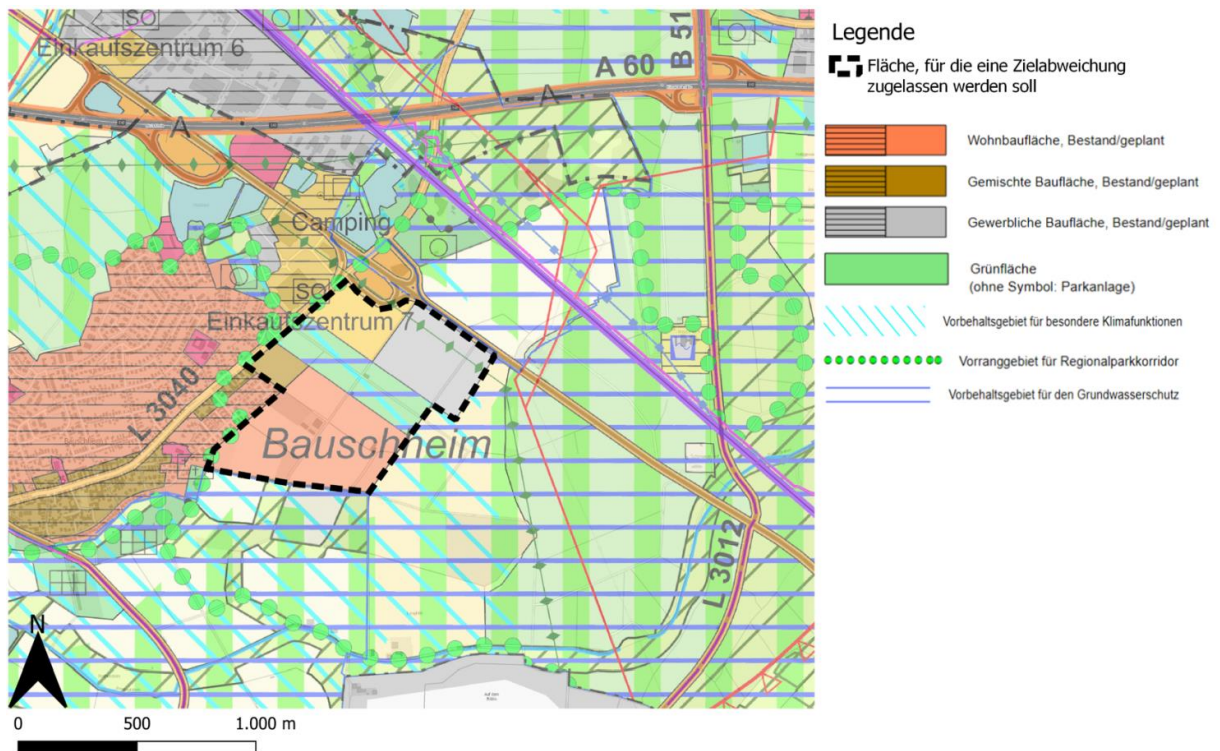 SO
Einkaufszentrum 6
B 51
A 60
A
A
Camping
SO
Einkaufszentrum 7
L 3040
Bauschheim
L 3012
N
0 500 1.000 m
Legende
Fläche, für die eine Zielabweichung
zugelassen werden soll
Wohnbaufläche, Bestand/geplant
Gemischte Baufläche, Bestand/geplant
Gewerbliche Baufläche, Bestand/geplant
Grünfläche
(ohne Symbol: Parkanlage)
Vorbehaltsgebiet für besondere Klimafunktionen
Vorranggebiet für Regionalparkkorridor
Vorbehaltsgebiet für den Grundwasserschutz